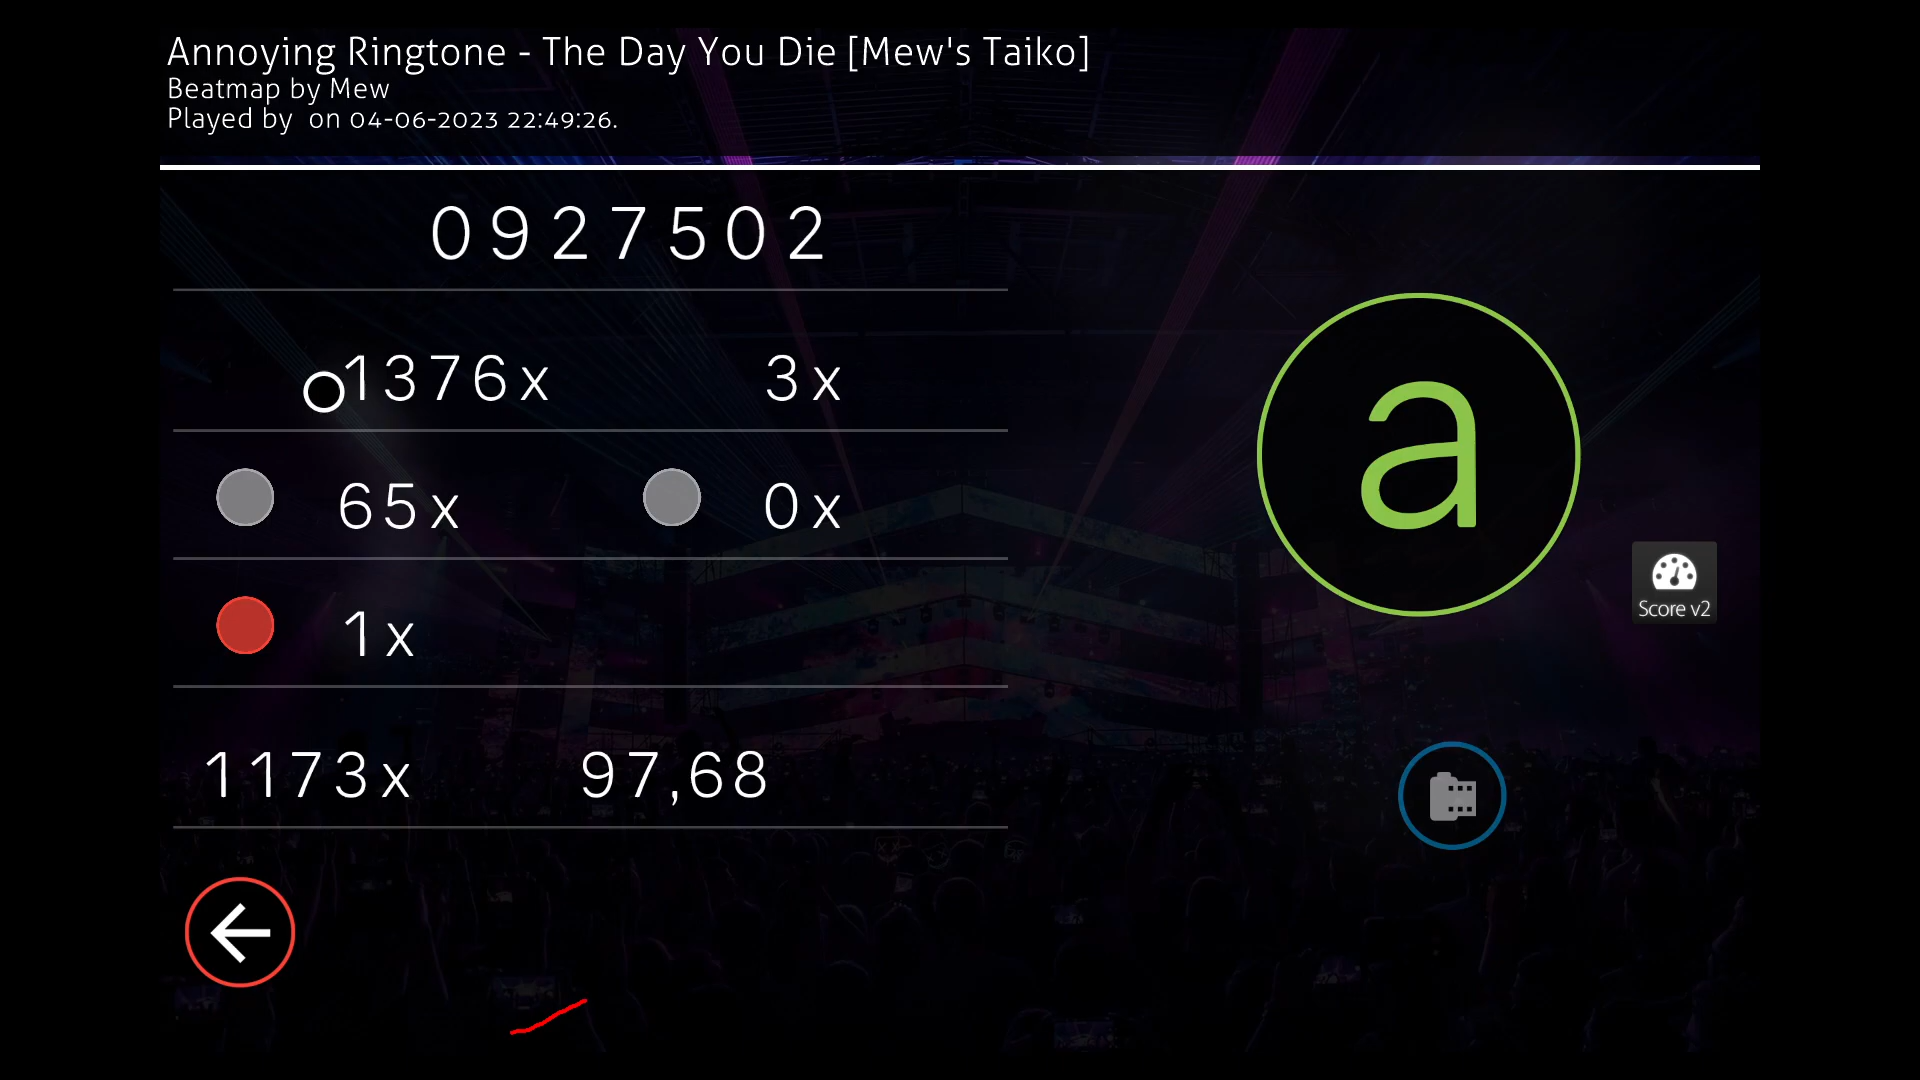 Annoying Ringtone - The Day You Die [Mew's Taiko]
Beatmap by Mew
Played by  on 04-06-2023 22:49:26.
0927502
1376x 3x
65x 0x
1x
1173x 97,68
a
Score v2